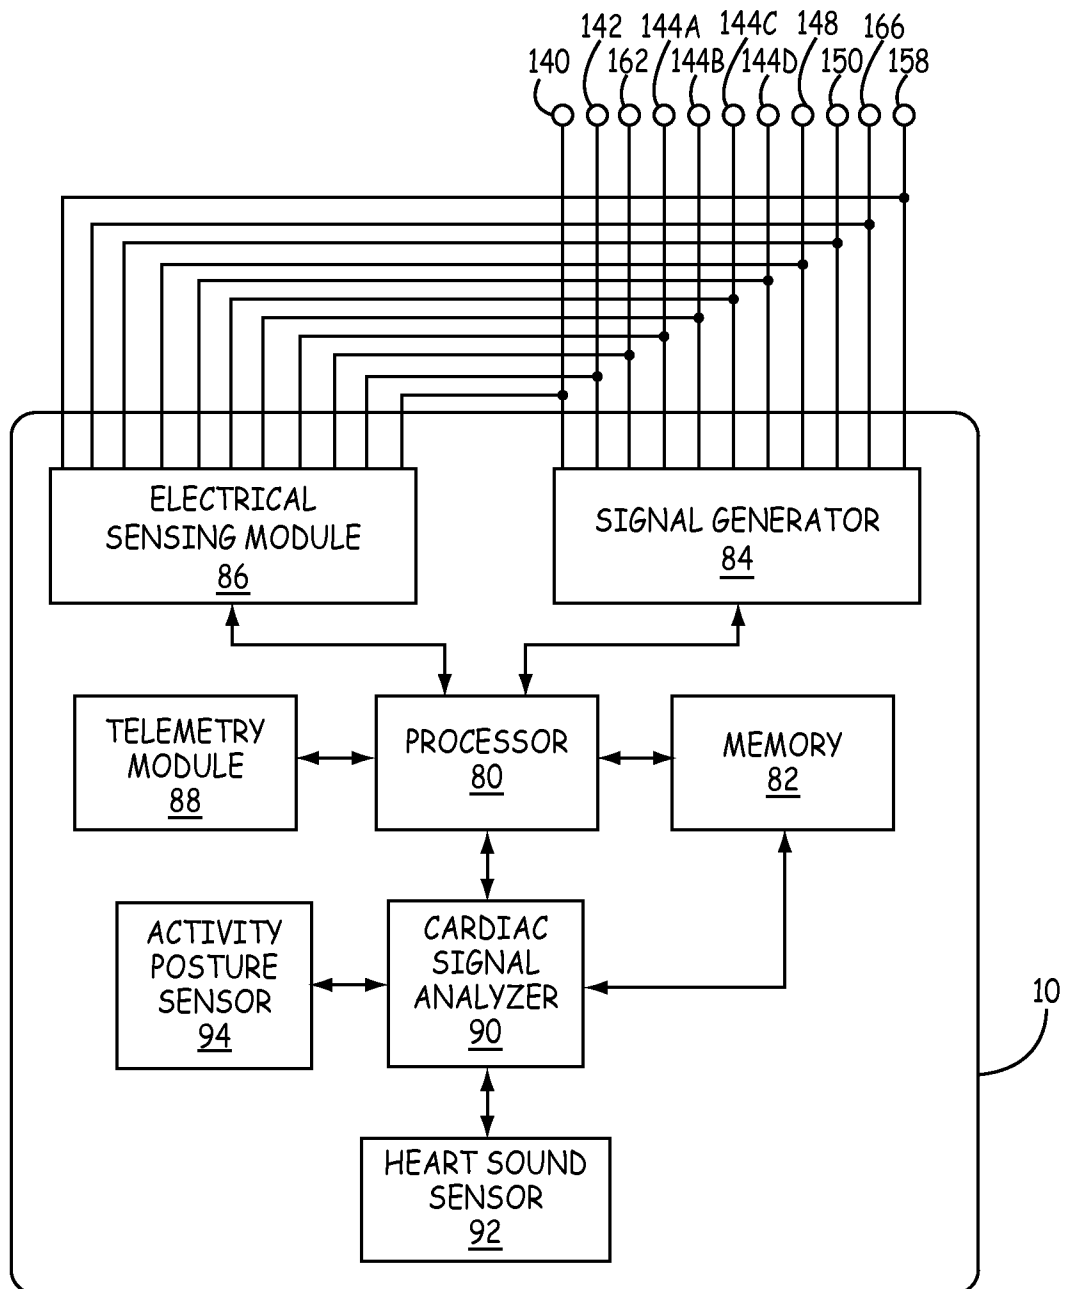 142 144A 144C 148 166
140 162 144B 144D 150 158
ELECTRICAL
SENSING MODULE
86
SIGNAL GENERATOR
84
TELEMETRY
MODULE
88
PROCESSOR
80
MEMORY
82
ACTIVITY
POSTURE
SENSOR
94
CARDIAC
SIGNAL
ANALYZER
90
10
HEART SOUND
SENSOR
92